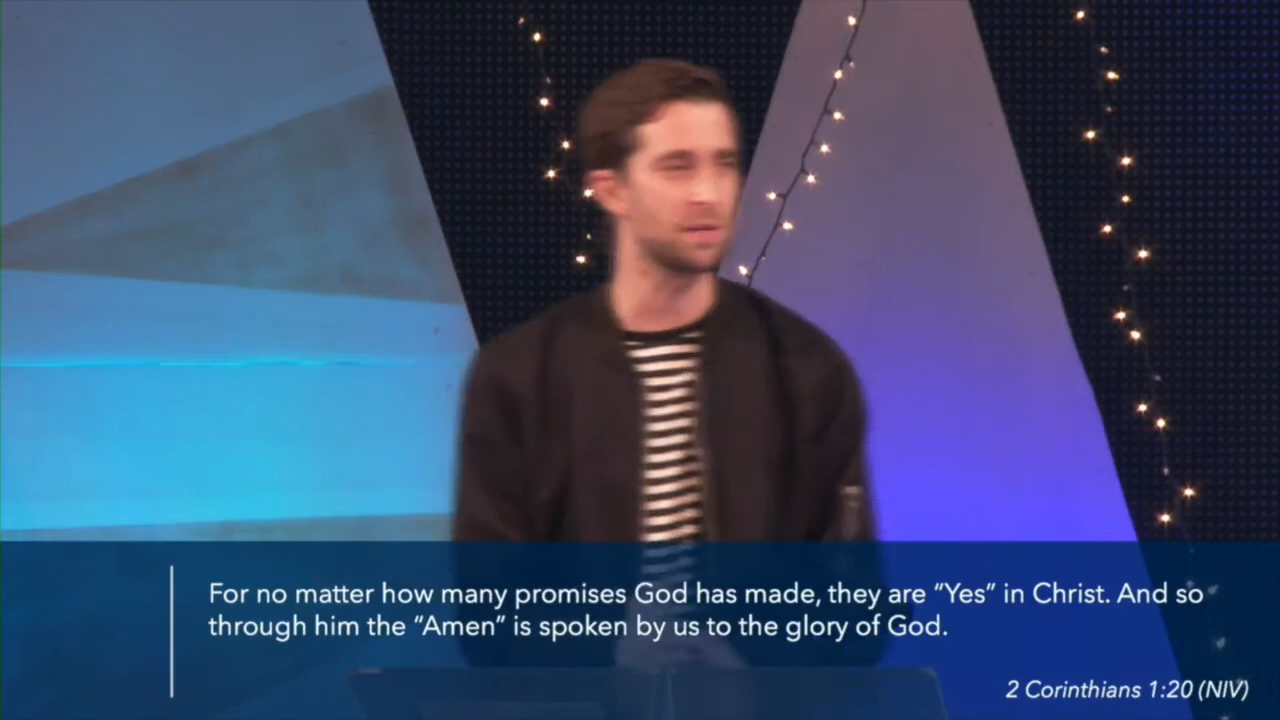 For no matter how many promises God has made, they are “Yes” in Christ. And so
through him the “Amen” is spoken by us to the glory of God.
2 Corinthians 1:20 (NIV)